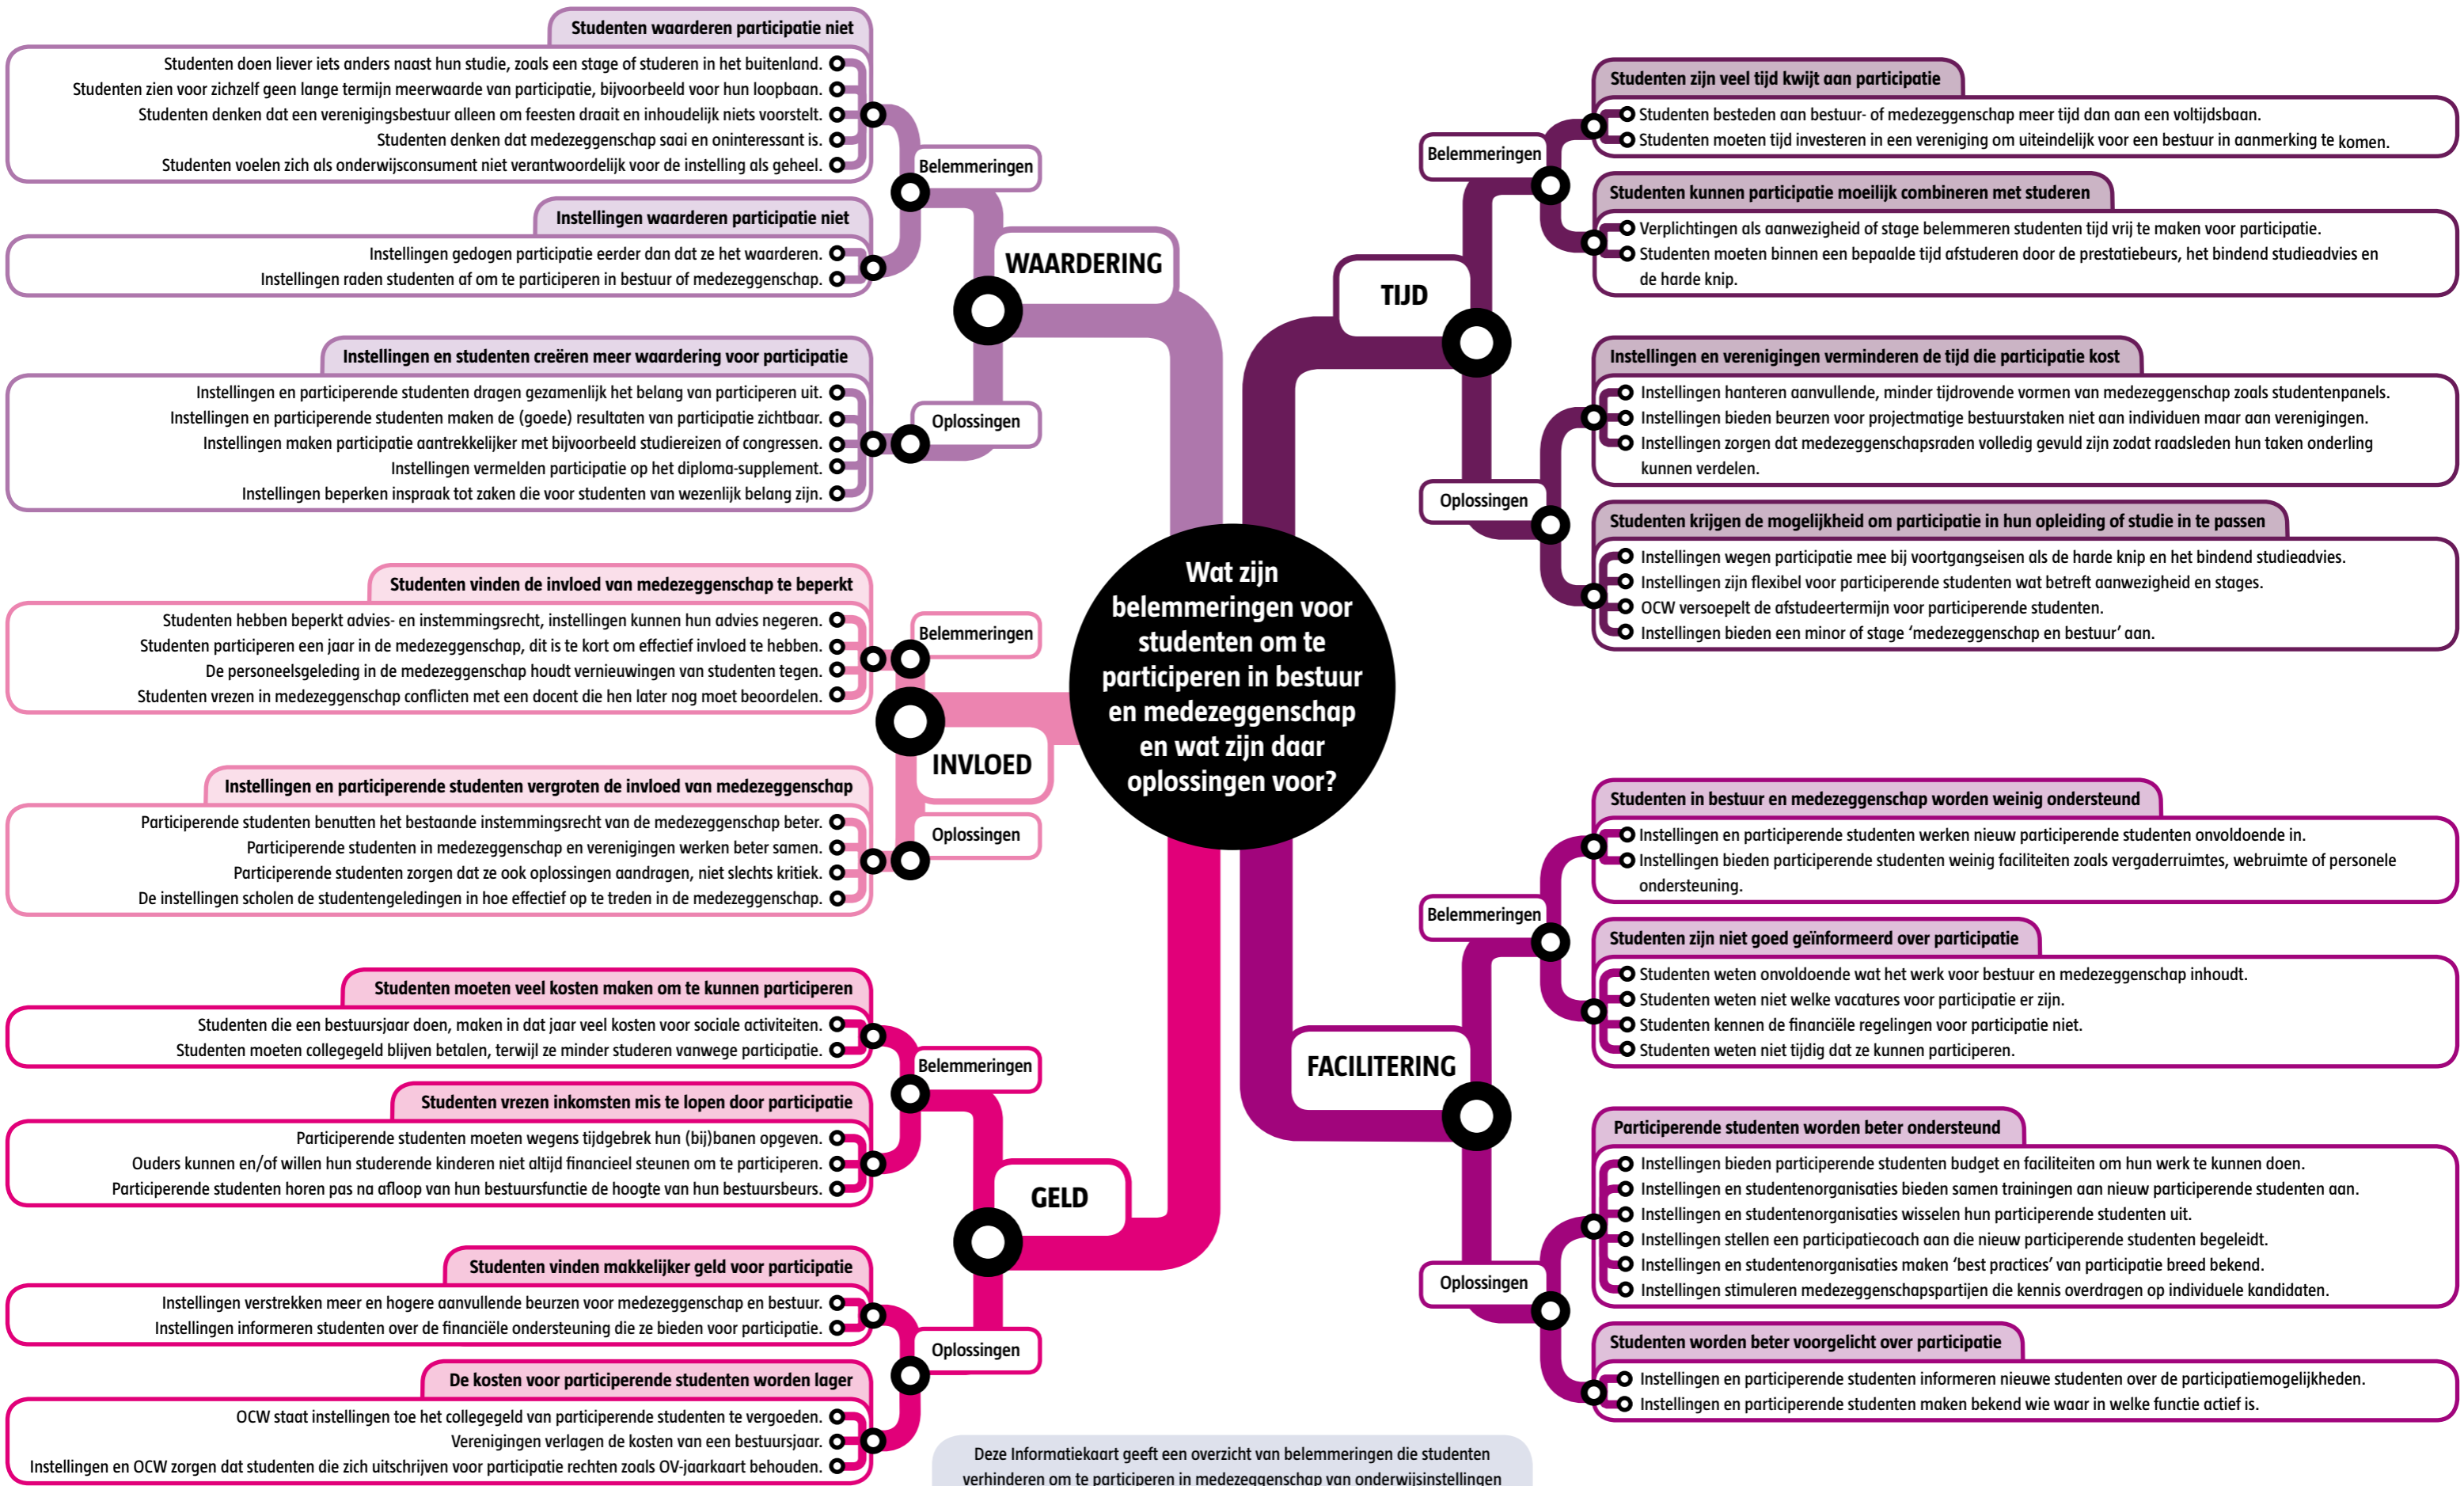 Studenten waarderen participatie niet
Studenten doen liever iets anders naast hun studie, zoals een stage of studeren in het buitenland.
Studenten zien voor zichzelf geen lange termijn meerwaarde van participatie, bijvoorbeeld voor hun loopbaan.
Studenten denken dat een verenigingsbestuur alleen om feesten draait en inhoudelijk niets voorstelt.
Studenten denken dat medezeggenschap saai en oninteressant is.
Studenten voelen zich als onderwijsconsument niet verantwoordelijk voor de instelling als geheel.
Belemmeringen
Instellingen waarderen participatie niet
Instellingen gedogen participatie eerder dan dat ze het waarderen.
Instellingen raden studenten af om te participeren in bestuur of medezeggenschap.
WAARDERING
Instellingen en studenten creëren meer waardering voor participatie
Instellingen en participerende studenten dragen gezamenlijk het belang van participeren uit.
Instellingen en participerende studenten maken de (goede) resultaten van participatie zichtbaar.
Instellingen maken participatie aantrekkelijker met bijvoorbeeld studiereizen of congressen.
Instellingen vermelden participatie op het diploma-supplement.
Instellingen beperken inspraak tot zaken die voor studenten van wezenlijk belang zijn.
Oplossingen
Studenten vinden de invloed van medezeggenschap te beperkt
Studenten hebben beperkt advies- en instemmingsrecht, instellingen kunnen hun advies negeren.
Studenten participeren een jaar in de medezeggenschap, dit is te kort om effectief invloed te hebben.
De personeelsgeleding in de medezeggenschap houdt vernieuwingen van studenten tegen.
Studenten vrezen in medezeggenschap conflicten met een docent die hen later nog moet beoordelen.
Belemmeringen
INVLOED
Instellingen en participerende studenten vergroten de invloed van medezeggenschap
Participerende studenten benutten het bestaande instemmingsrecht van de medezeggenschap beter.
Participerende studenten in medezeggenschap en verenigingen werken beter samen.
Participerende studenten zorgen dat ze ook oplossingen aandragen, niet slechts kritiek.
De instellingen scholen de studentengeledingen in hoe effectief op te treden in de medezeggenschap.
Oplossingen
Studenten moeten veel kosten maken om te kunnen participeren
Studenten die een bestuursjaar doen, maken in dat jaar veel kosten voor sociale activiteiten.
Studenten moeten collegegeld blijven betalen, terwijl ze minder studeren vanwege participatie.
Belemmeringen
Studenten vrezen inkomsten mis te lopen door participatie
Participerende studenten moeten wegens tijdgebrek hun (bij)banen opgeven.
Ouders kunnen en/of willen hun studerende kinderen niet altijd financieel steunen om te participeren.
Participerende studenten horen pas na afloop van hun bestuursfunctie de hoogte van hun bestuursbeurs.
GELD
Studenten vinden makkelijker geld voor participatie
Instellingen verstrekken meer en hogere aanvullende beurzen voor medezeggenschap en bestuur.
Instellingen informeren studenten over de financiële ondersteuning die ze bieden voor participatie.
Oplossingen
De kosten voor participerende studenten worden lager
OCW staat instellingen toe het collegegeld van participerende studenten te vergoeden.
Verenigingen verlagen de kosten van een bestuursjaar.
Instellingen en OCW zorgen dat studenten die zich uitschrijven voor participatie rechten zoals OV-jaarkaart behouden.
Wat zijn
belemmeringen voor
studenten om te
participeren in bestuur
en medezeggenschap
en wat zijn daar
oplossingen voor?
Studenten zijn veel tijd kwijt aan participatie
Studenten besteden aan bestuur- of medezeggenschap meer tijd dan aan een voltijdsbaan.
Studenten moeten tijd investeren in een vereniging om uiteindelijk voor een bestuur in aanmerking te komen.
Belemmeringen
Studenten kunnen participatie moeilijk combineren met studeren
Verplichtingen als aanwezigheid of stage belemmeren studenten tijd vrij te maken voor participatie.
Studenten moeten binnen een bepaalde tijd afstuderen door de prestatiebeurs, het bindend studieadvies en
de harde knip.
TIJD
Instellingen en verenigingen verminderen de tijd die participatie kost
Instellingen hanteren aanvullende, minder tijdrovende vormen van medezeggenschap zoals studentenpanels.
Instellingen bieden beurzen voor projectmatige bestuurstaken niet aan individuen maar aan verenigingen.
Instellingen zorgen dat medezeggenschapsraden volledig gevuld zijn zodat raadsleden hun taken onderling
kunnen verdelen.
Oplossingen
Studenten krijgen de mogelijkheid om participatie in hun opleiding of studie in te passen
Instellingen wegen participatie mee bij voortgangseisen als de harde knip en het bindend studieadvies.
Instellingen zijn flexibel voor participerende studenten wat betreft aanwezigheid en stages.
OCW versoepelt de afstudeertermijn voor participerende studenten.
Instellingen bieden een minor of stage ‘medezeggenschap en bestuur’ aan.
Studenten in bestuur en medezeggenschap worden weinig ondersteund
Instellingen en participerende studenten werken nieuw participerende studenten onvoldoende in.
Instellingen bieden participerende studenten weinig faciliteiten zoals vergaderruimtes, webruimte of personele
ondersteuning.
Belemmeringen
Studenten zijn niet goed geïnformeerd over participatie
Studenten weten onvoldoende wat het werk voor bestuur en medezeggenschap inhoudt.
Studenten weten niet welke vacatures voor participatie er zijn.
Studenten kennen de financiële regelingen voor participatie niet.
Studenten weten niet tijdig dat ze kunnen participeren.
FACILITERING
Participerende studenten worden beter ondersteund
Instellingen bieden participerende studenten budget en faciliteiten om hun werk te kunnen doen.
Instellingen en studentenorganisaties bieden samen trainingen aan nieuw participerende studenten aan.
Instellingen en studentenorganisaties wisselen hun participerende studenten uit.
Instellingen stellen een participatiecoach aan die nieuw participerende studenten begeleidt.
Instellingen en studentenorganisaties maken ‘best practices’ van participatie breed bekend.
Instellingen stimuleren medezeggenschapspartijen die kennis overdragen op individuele kandidaten.
Oplossingen
Studenten worden beter voorgelicht over participatie
Instellingen en participerende studenten informeren nieuwe studenten over de participatiemogelijkheden.
Instellingen en participerende studenten maken bekend wie waar in welke functie actief is.
Deze Informatiekaart geeft een overzicht van belemmeringen die studenten
verhinderen om te participeren in medezeggenschap van onderwijsinstellingen